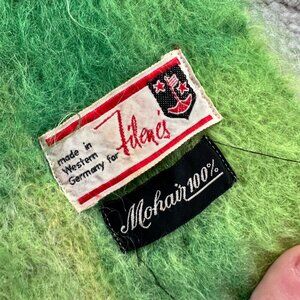 made in
Western
Germany for
Filene's
Mohair 100%